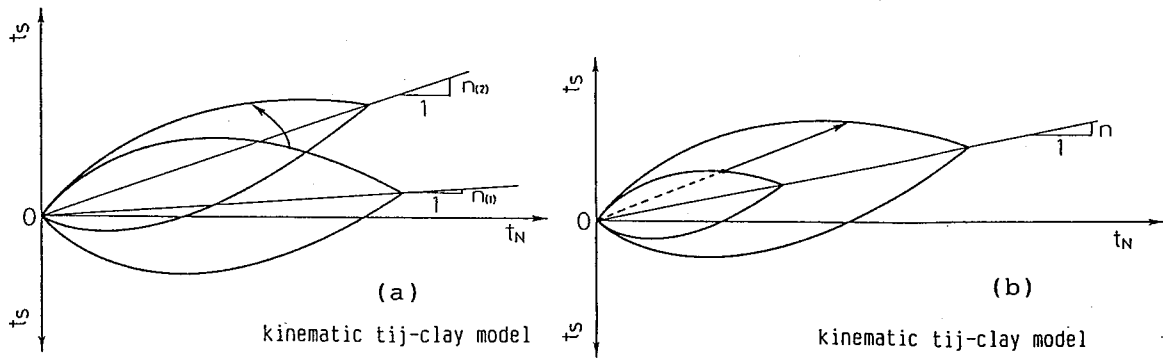 ts
n(2)
1
n(1)
1
0
tN
ts
(a)
kinematic tij-clay model
ts
n
1
0
tN
ts
(b)
kinematic tij-clay model